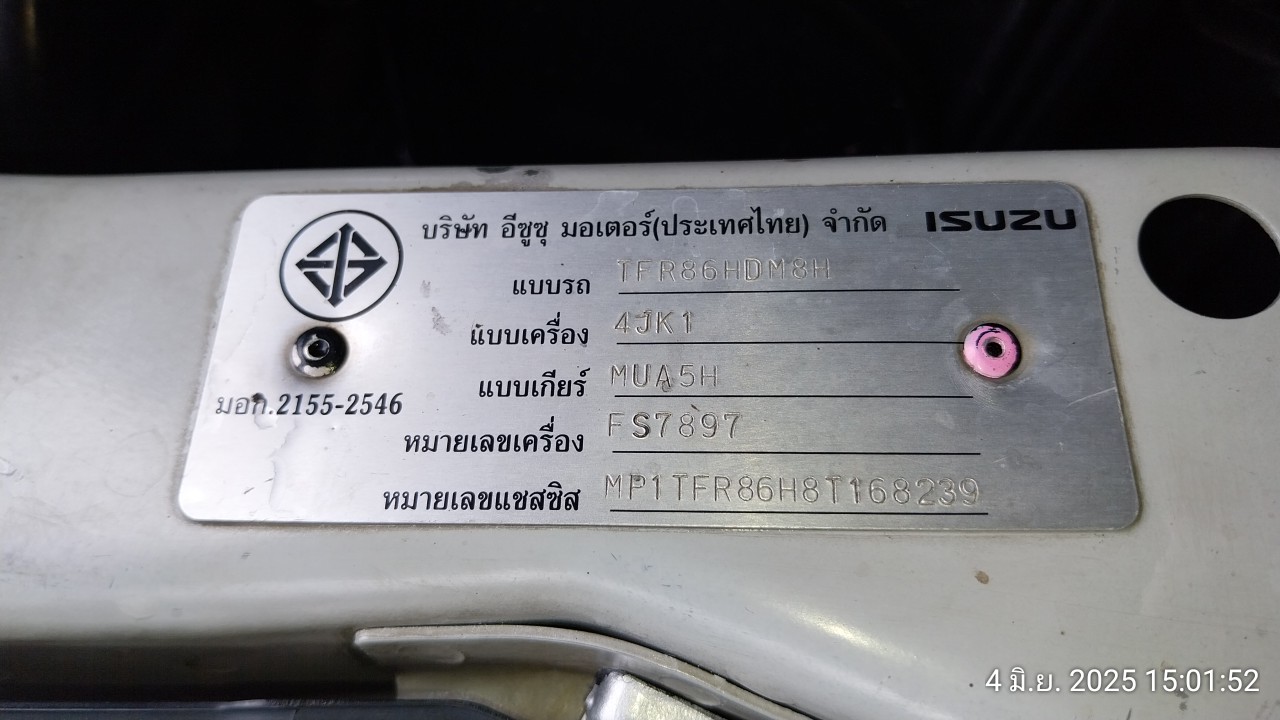 บริษัท อีซูซุ มอเตอร์(ประเทศไทย) จำกัด ISUZU
แบบรถ TFR86HDM8H
แบบเครื่อง 4JK1
แบบเกียร์ MUA5H
มอก.2155-2546
หมายเลขเครื่อง FS7897
หมายเลขแชสซิส MP1TFR86H8T168239
4 มิ.ย. 2025 15:01:52